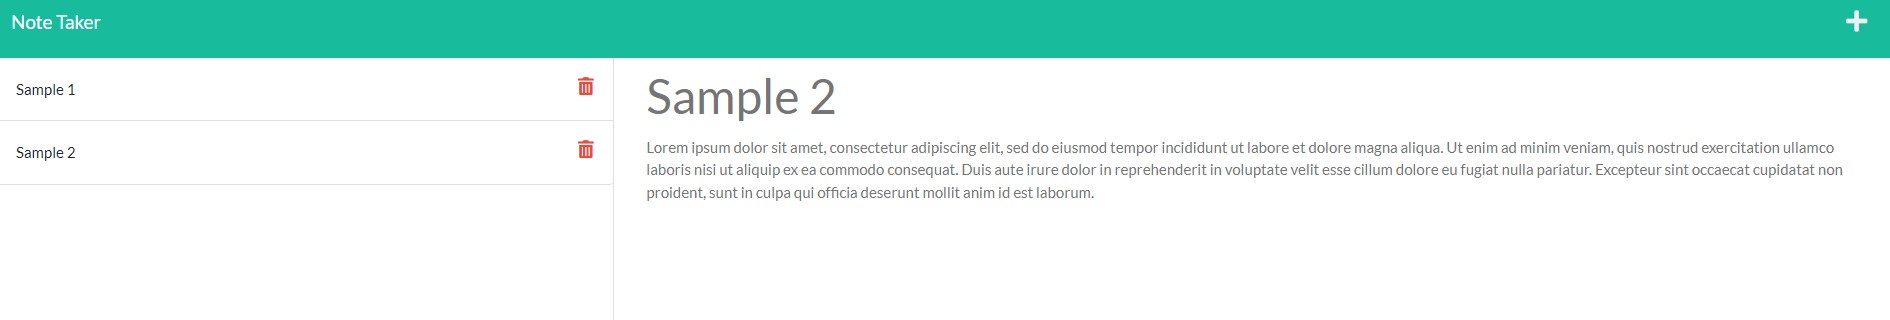 Note Taker
Sample 1
Sample 2
Sample 2
Lorem ipsum dolor sit amet, consectetur adipiscing elit, sed do eiusmod tempor incididunt ut labore et dolore magna aliqua. Ut enim ad minim veniam, quis nostrud exercitation ullamco
laboris nisi ut aliquip ex ea commodo consequat. Duis aute irure dolor in reprehenderit in voluptate velit esse cillum dolore eu fugiat nulla pariatur. Excepteur sint occaecat cupidatat non
proident, sunt in culpa qui officia deserunt mollit anim id est laborum.